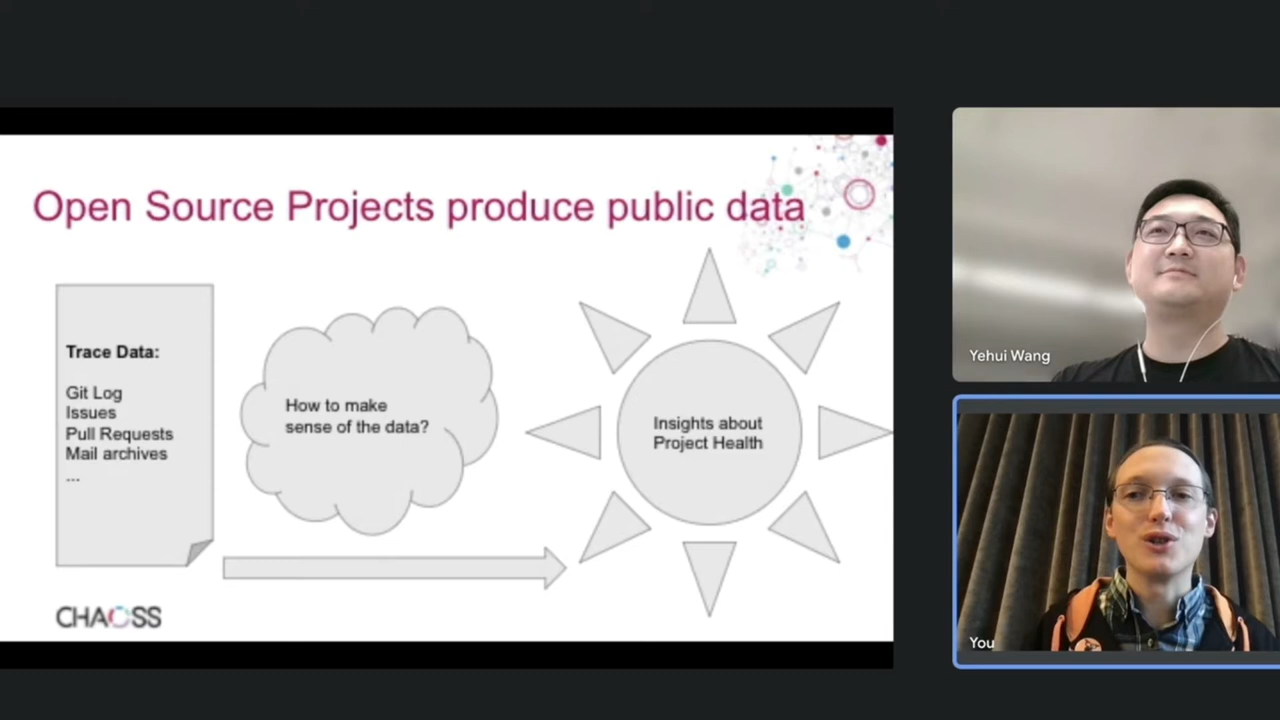 Open Source Projects produce public data
Trace Data:
Git Log
Issues
Pull Requests
Mail archives
...
How to make
sense of the data?
Insights about
Project Health
CHAOSS
Yehui Wang
You